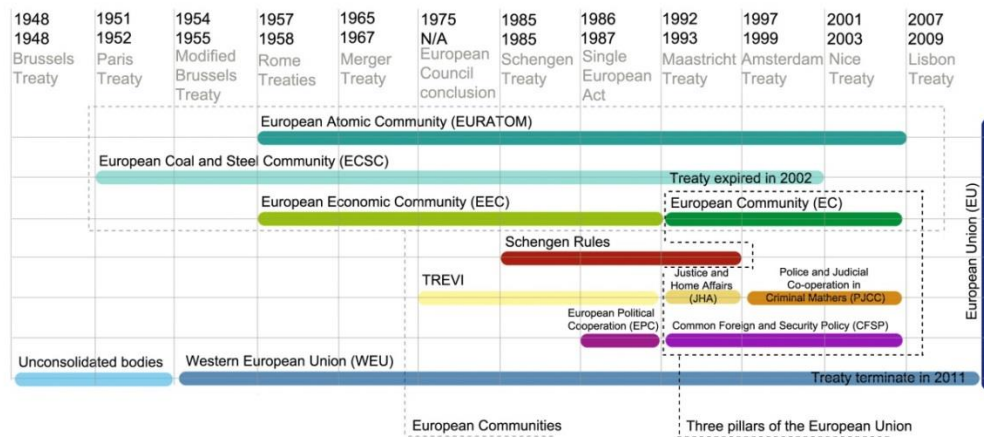 1948 1951 1954 1957 1965 1975 1985 1986 1992 1997 2001 2007
1948 1952 1955 1958 1967 N/A 1985 1987 1993 1999 2003 2009
Brussels Treaty
Paris Treaty
Modified Brussels Treaty
Rome Treaties
Merger Treaty
European Council conclusion
Schengen Treaty
Single European Act
Maastricht Treaty
Amsterdam Treaty
Nice Treaty
Lisbon Treaty
European Atomic Community (EURATOM)
European Coal and Steel Community (ECSC)
Treaty expired in 2002
European Economic Community (EEC)
European Community (EC)
Schengen Rules
TREVI
Justice and
Home Affairs
(JHA)
Police and Judicial
Co-operation in
Criminal Mathers (PJCC)
European Political
Cooperation (EPC)
Common Foreign and Security Policy (CFSP)
Unconsolidated bodies
Western European Union (WEU)
Treaty terminate in 2011
European Union (EU)
European Communities
Three pillars of the European Union